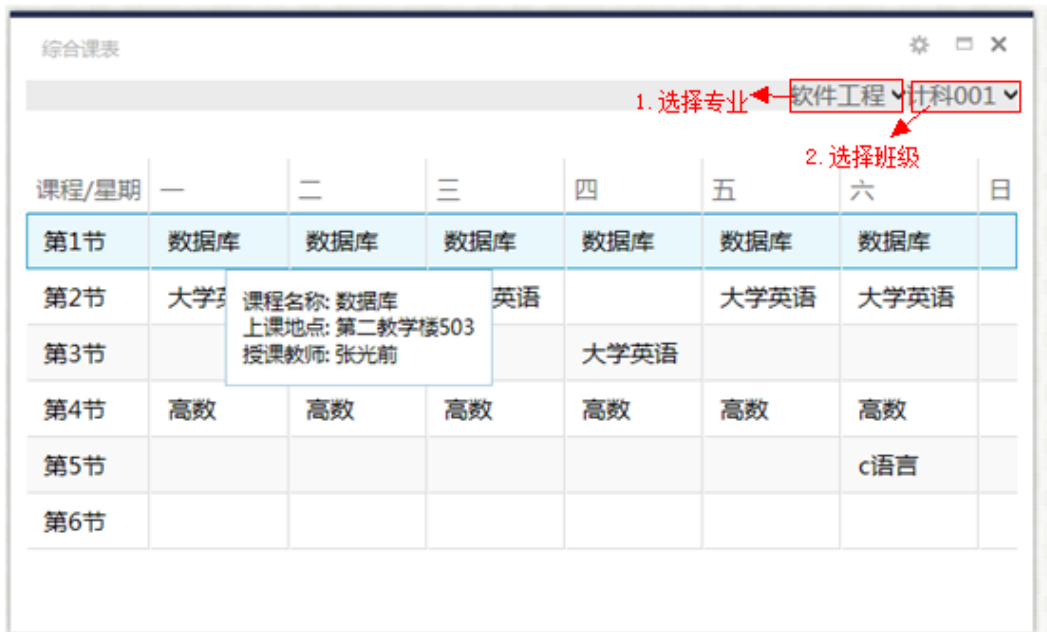 综合课表
1. 选择专业 软件工程 计科001
2. 选择班级
课程/星期 一 二 三 四 五 六 日
第1节 数据库 数据库 数据库 数据库 数据库 数据库
第2节 大学 英语 大学英语 大学英语
课程名称: 数据库
上课地点: 第二教学楼503
授课教师: 张光前
第3节 大学英语
第4节 高数 高数 高数 高数 高数 高数
第5节 c语言
第6节